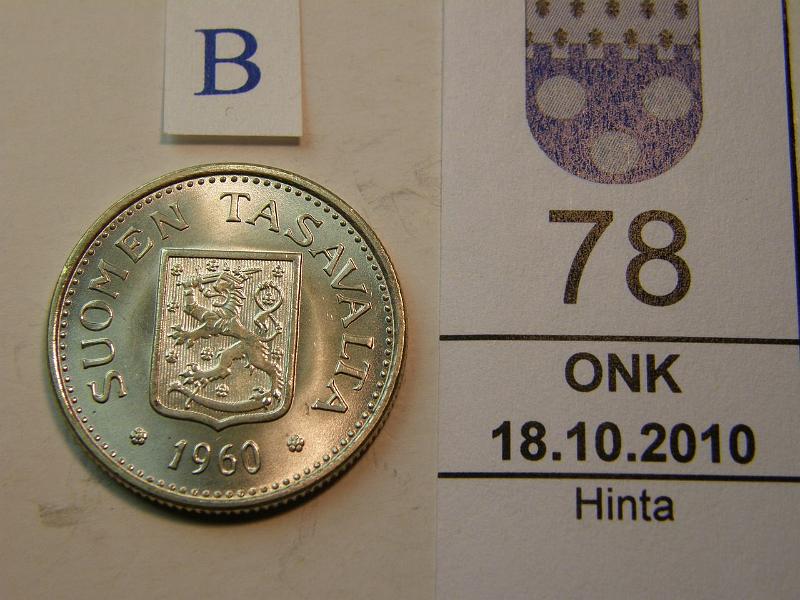 B
SUOMEN TASAVALTA
1960
78
ONK
18.10.2010
Hinta